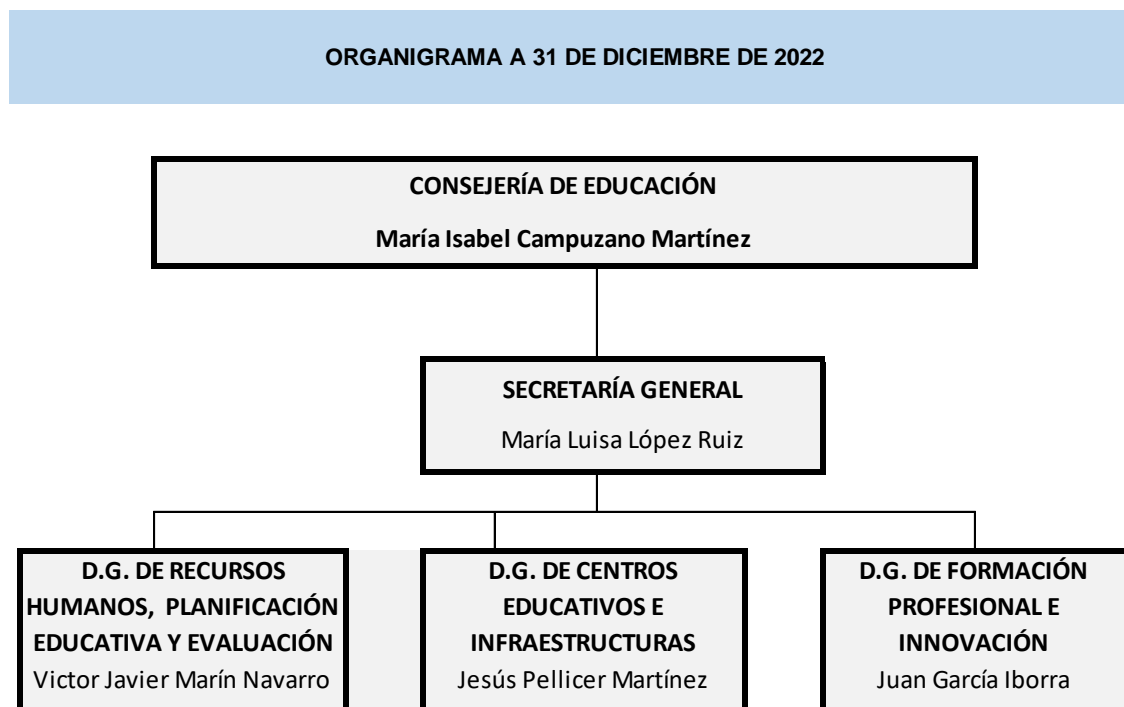 ORGANIGRAMA A 31 DE DICIEMBRE DE 2022
CONSEJERÍA DE EDUCACIÓN
María Isabel Campuzano Martínez
SECRETARÍA GENERAL
María Luisa López Ruiz
D.G. DE RECURSOS
HUMANOS, PLANIFICACIÓN
EDUCATIVA Y EVALUACIÓN
Victor Javier Marín Navarro
D.G. DE CENTROS
EDUCATIVOS E
INFRAESTRUCTURAS
Jesús Pellicer Martínez
D.G. DE FORMACIÓN
PROFESIONAL E
INNOVACIÓN
Juan García Iborra